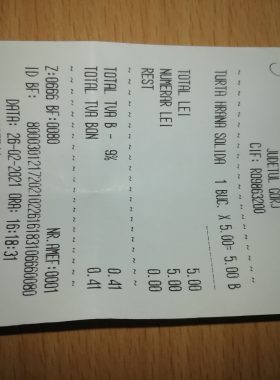 JUDETUL GORJ
CIF: RO8863200
TURTA HRANA SOLIDA 1 BUC. X 5.00= 5.00 B
TOTAL LEI 5.00
NUMERAR LEI 5.00
REST 0.00
TOTAL TVA B - 9% 0.41
TOTAL TVA BON 0.41
Z:0666 BF:0080 NR.AMEF:0001
ID BF: 80003012172021022616183106660080
DATA: 26-02-2021 ORA: 16:18:31